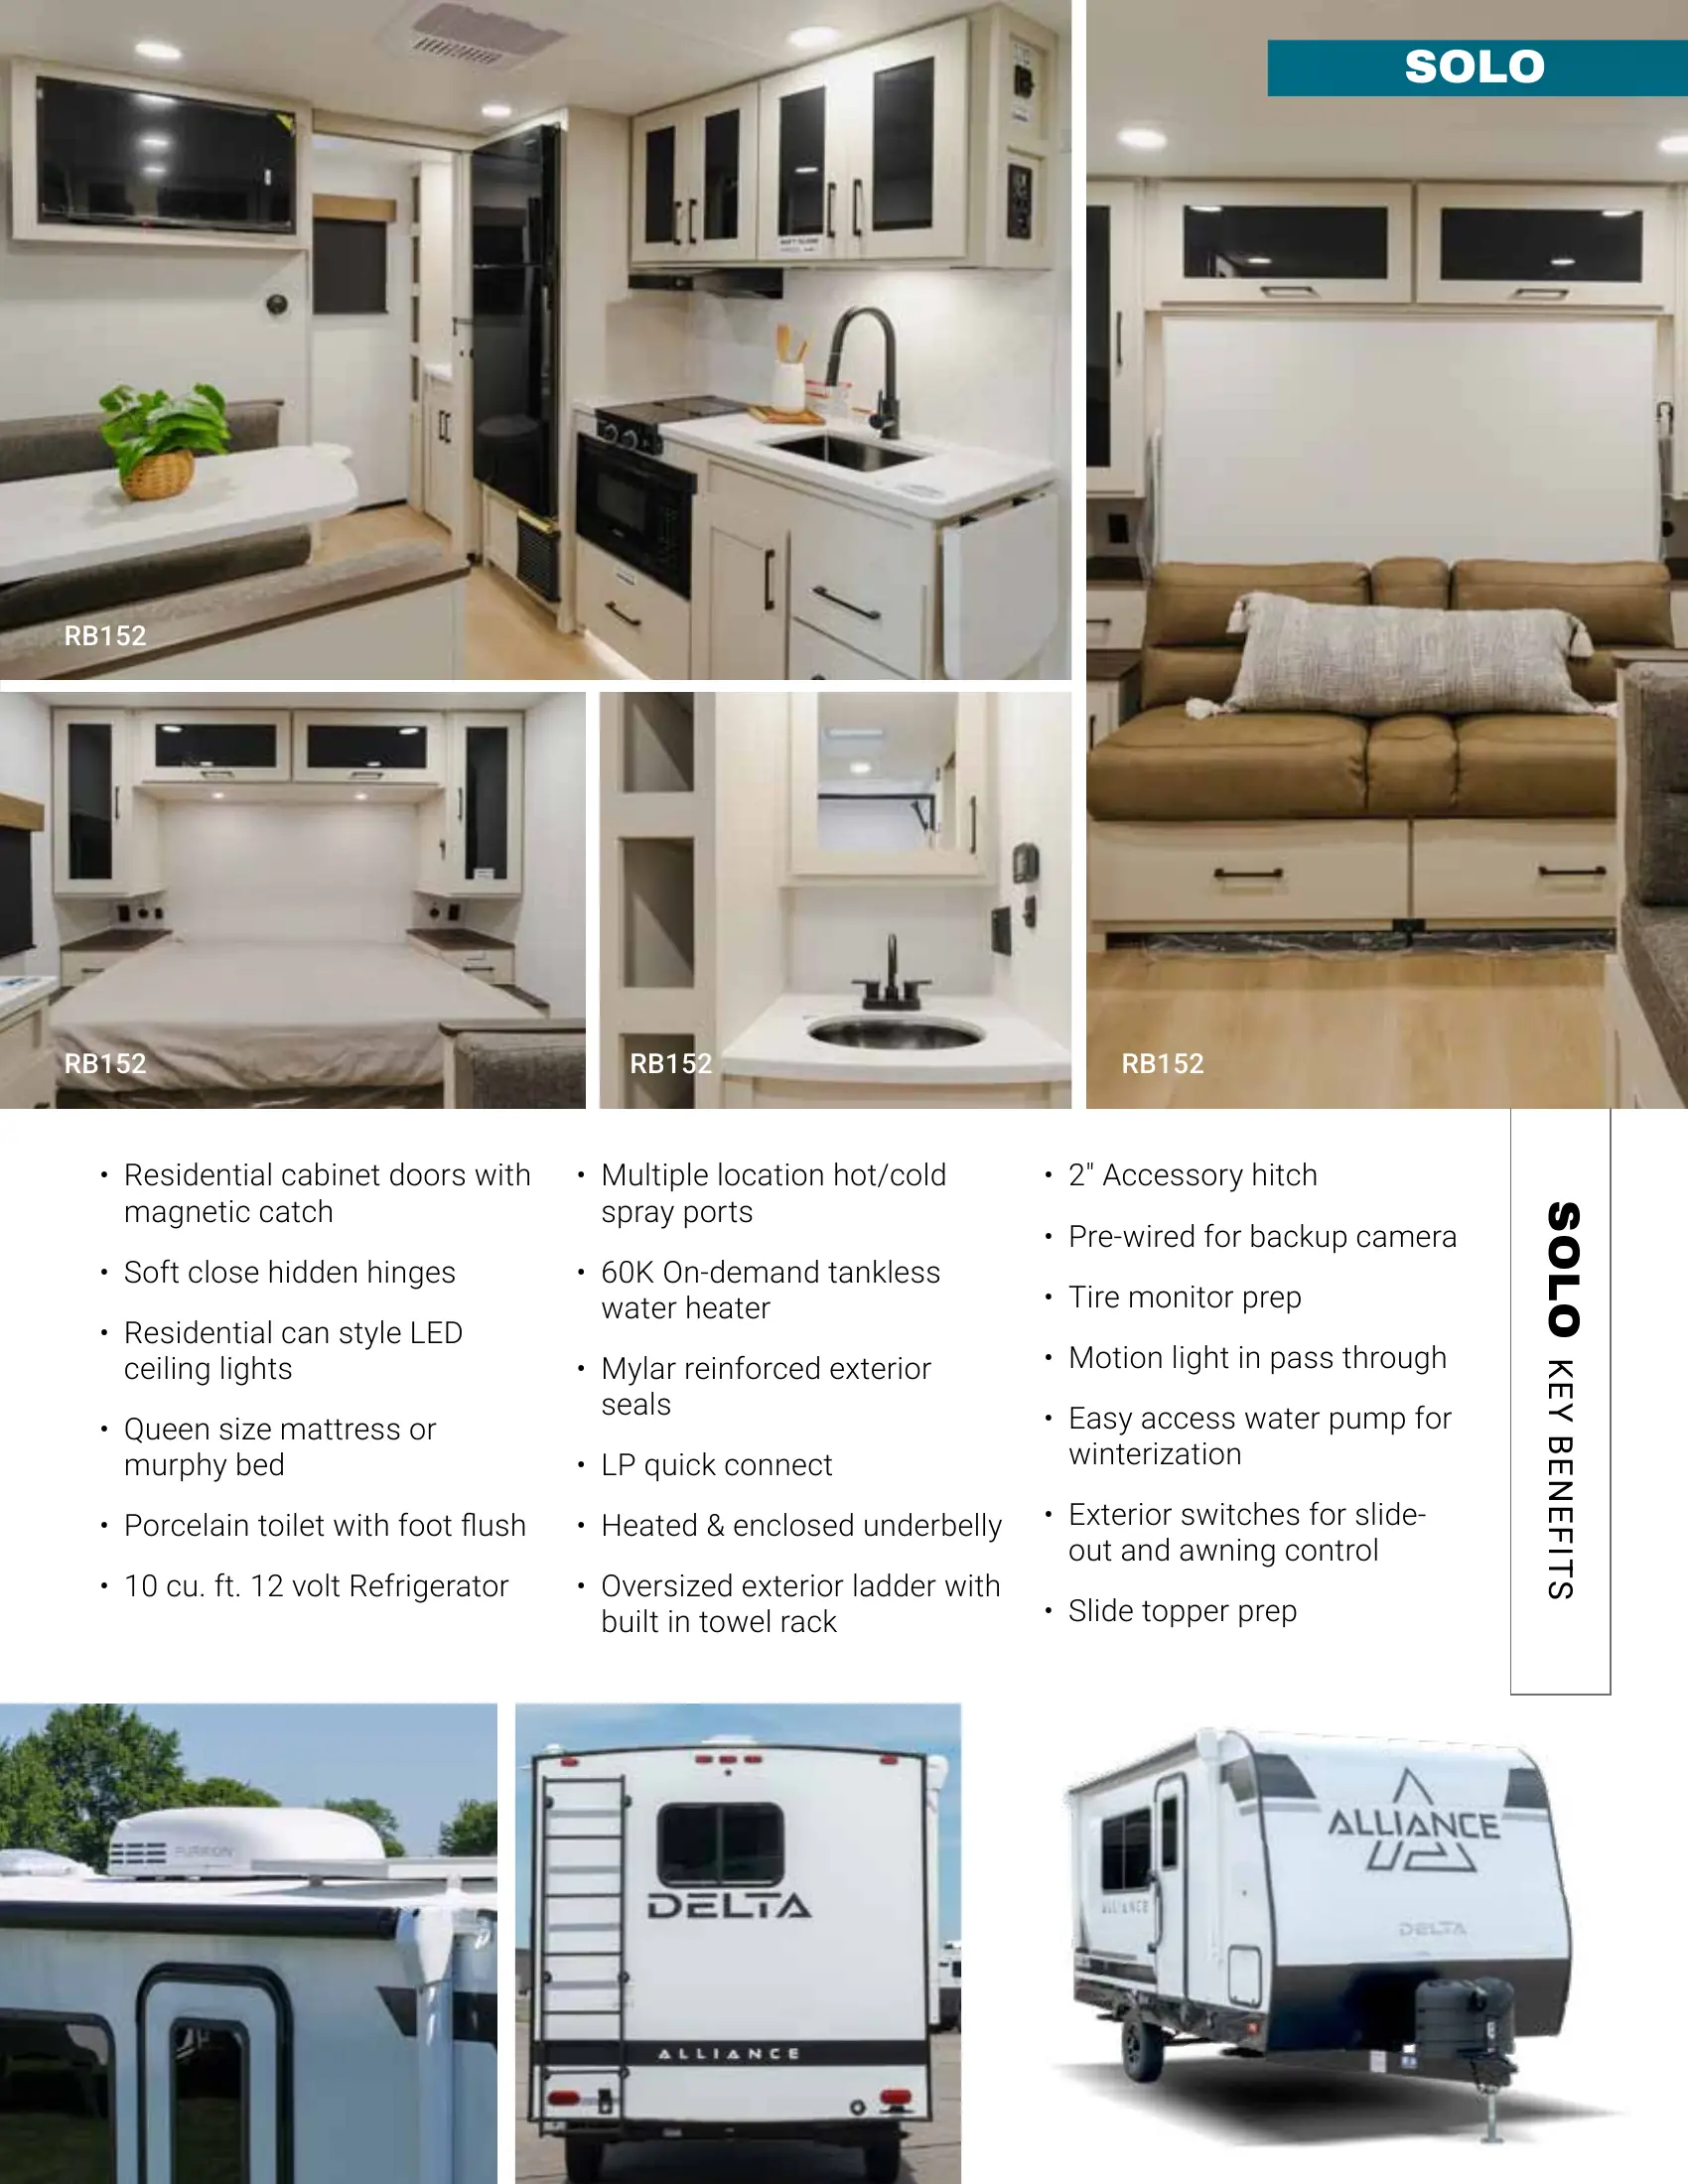 SOLO
RB152
RB152
RB152
RB152
• Residential cabinet doors with
magnetic catch
• Soft close hidden hinges
• Residential can style LED
ceiling lights
• Queen size mattress or
murphy bed
• Porcelain toilet with foot flush
• 10 cu. ft. 12 volt Refrigerator
• Multiple location hot/cold
spray ports
• 60K On-demand tankless
water heater
• Mylar reinforced exterior
seals
• LP quick connect
• Heated & enclosed underbelly
• Oversized exterior ladder with
built in towel rack
• 2" Accessory hitch
• Pre-wired for backup camera
• Tire monitor prep
• Motion light in pass through
• Easy access water pump for
winterization
• Exterior switches for slide-
out and awning control
• Slide topper prep
SOLO KEY BENEFITS
FURRION
DELTA
ALLIANCE
ALLIANCE
ALLIANCE
DELTA